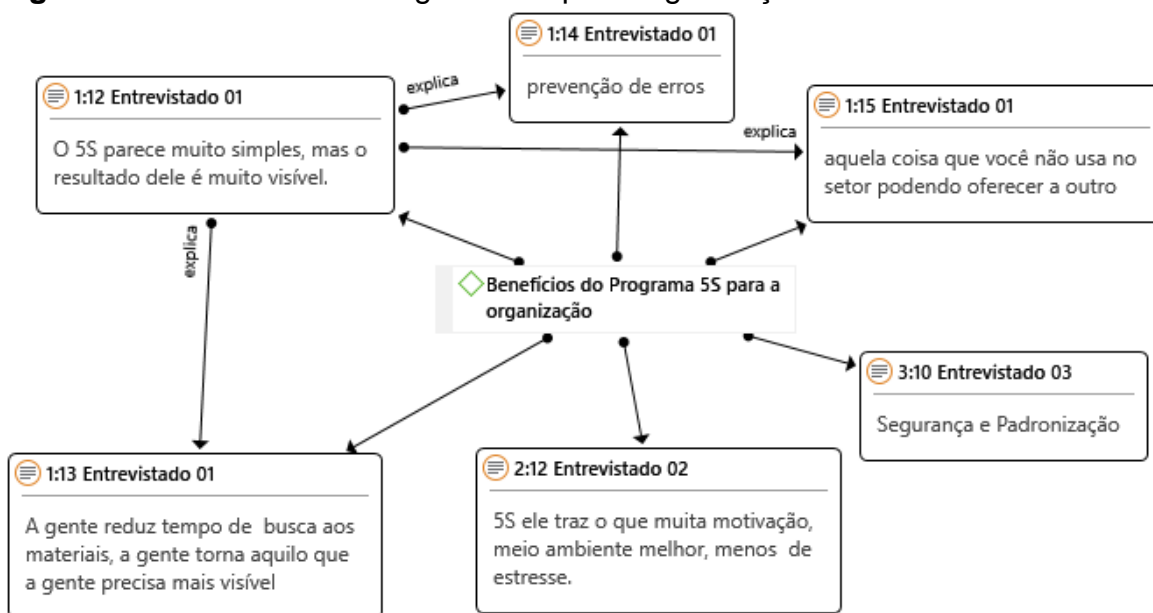 1:14 Entrevistado 01
prevenção de erros
explica
1:12 Entrevistado 01
O 5S parece muito simples, mas o
resultado dele é muito visível.
explica
1:15 Entrevistado 01
aquela coisa que você não usa no
setor podendo oferecer a outro
explica
Benefícios do Programa 5S para a
organização
3:10 Entrevistado 03
Segurança e Padronização
1:13 Entrevistado 01
A gente reduz tempo de busca aos
materiais, a gente torna aquilo que
a gente precisa mais visível
2:12 Entrevistado 02
5S ele traz o que muita motivação,
meio ambiente melhor, menos de
estresse.